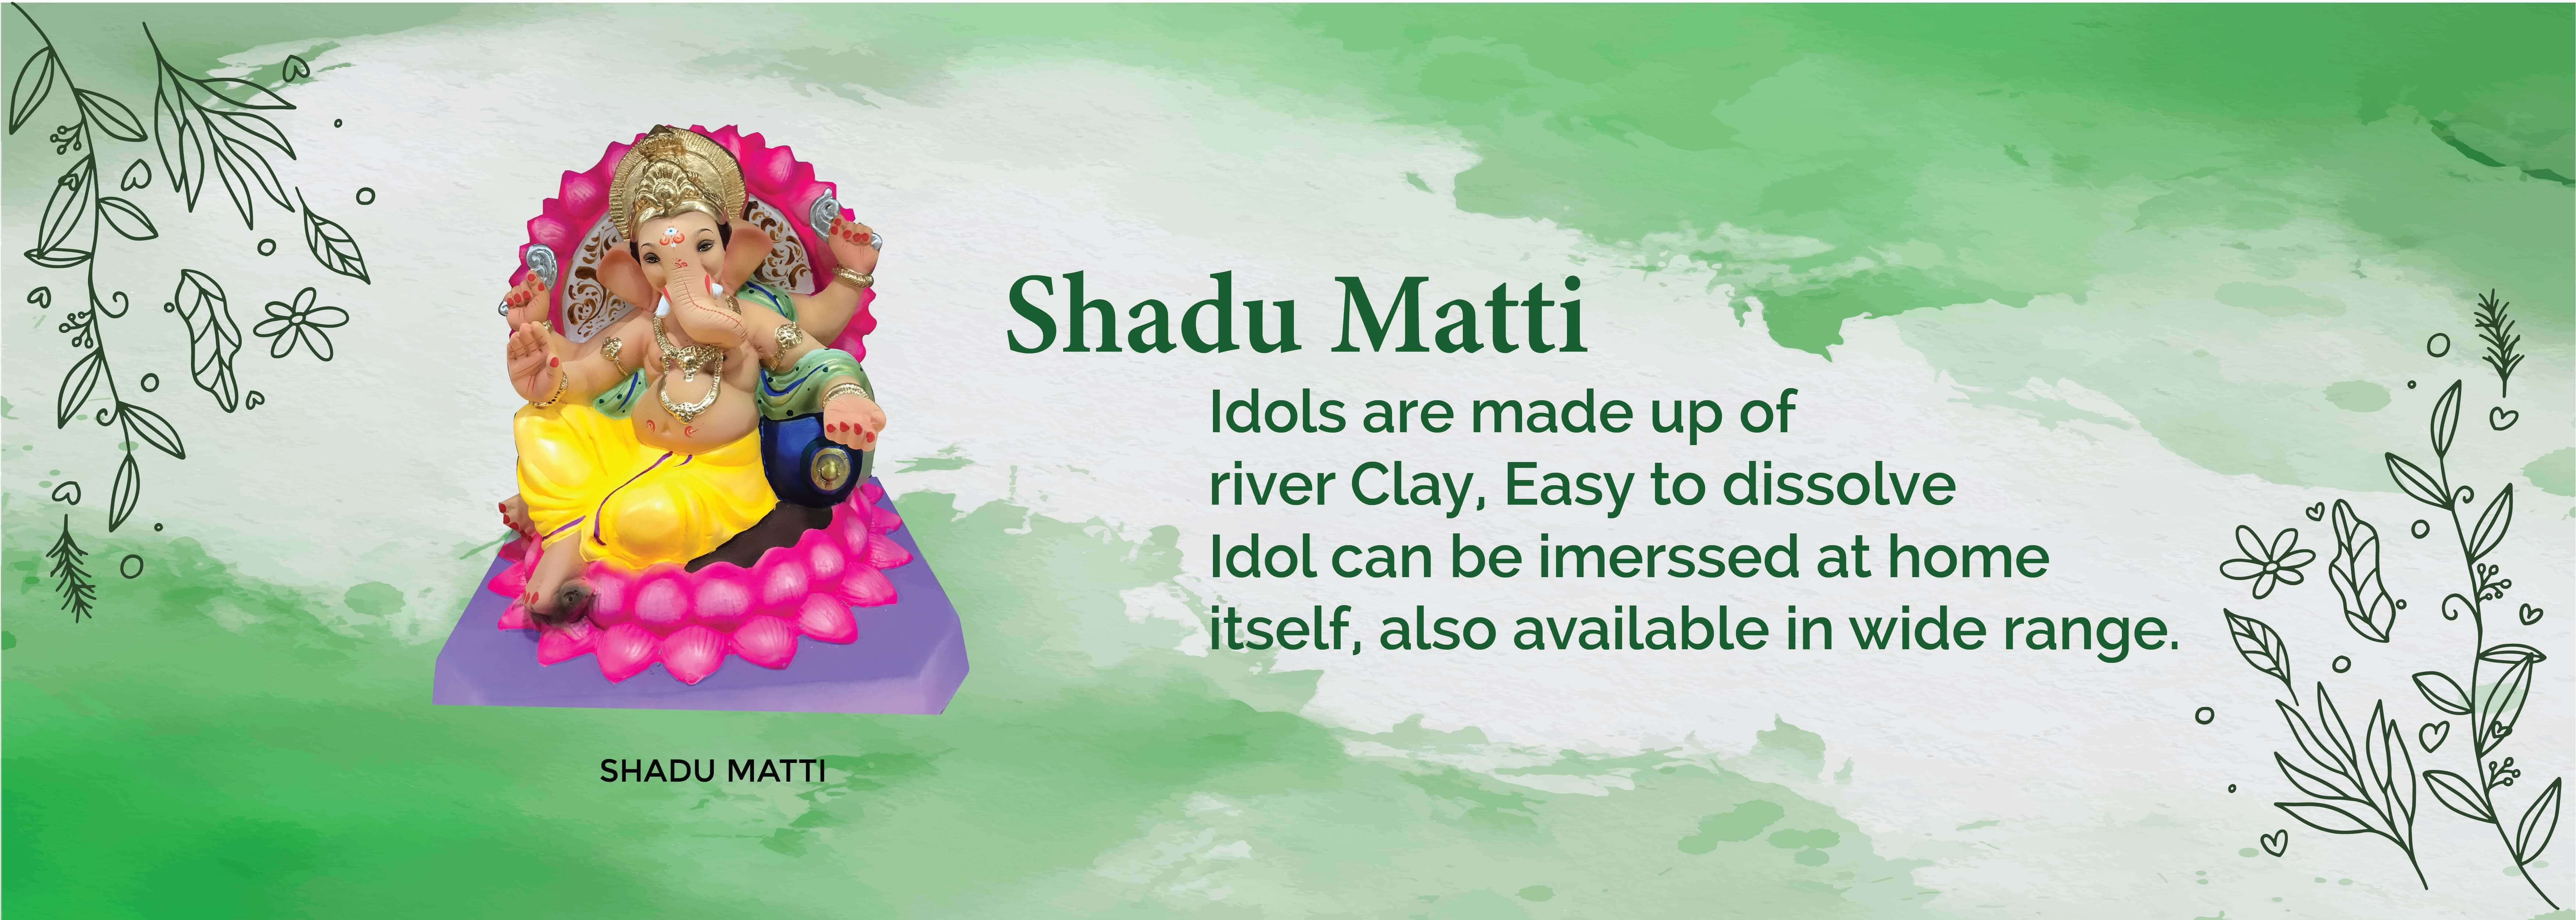 Shadu Matti
Idols are made up of
river Clay, Easy to dissolve
Idol can be imerssed at home
itself, also available in wide range.
SHADU MATTI